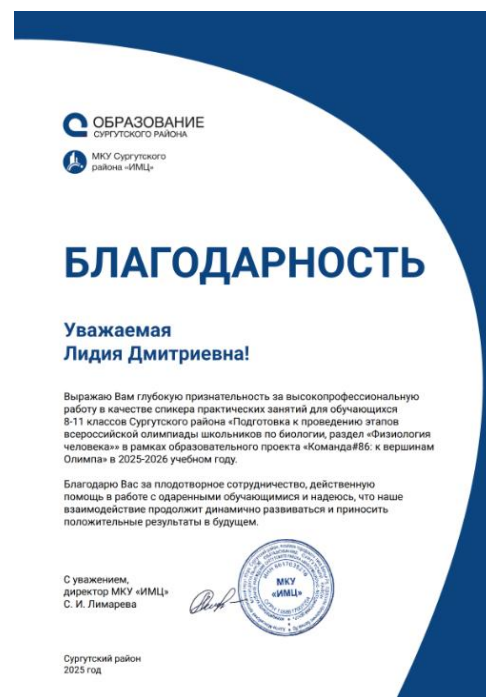 ОБРАЗОВАНИЕ
СУРГУТСКОГО РАЙОНА
МКУ Сургутского
района «ИМЦ»
БЛАГОДАРНОСТЬ
Уважаемая
Лидия Дмитриевна!
Выражаю Вам глубокую признательность за высокопрофессиональную
работу в качестве спикера практических занятий для обучающихся
8-11 классов Сургутского района «Подготовка к проведению этапов
всероссийской олимпиады школьников по биологии, раздел «Физиология
человека»» в рамках образовательного проекта «Команда#86: к вершинам
Олимпа» в 2025-2026 учебном году.
Благодарю Вас за плодотворное сотрудничество, действенную
помощь в работе с одаренными обучающимися и надеюсь, что наше
взаимодействие продолжит динамично развиваться и приносить
положительные результаты в будущем.
С уважением,
директор МКУ «ИМЦ»
С. И. Лимарева
МКУ
«ИМЦ»
Сургутский район
2025 год